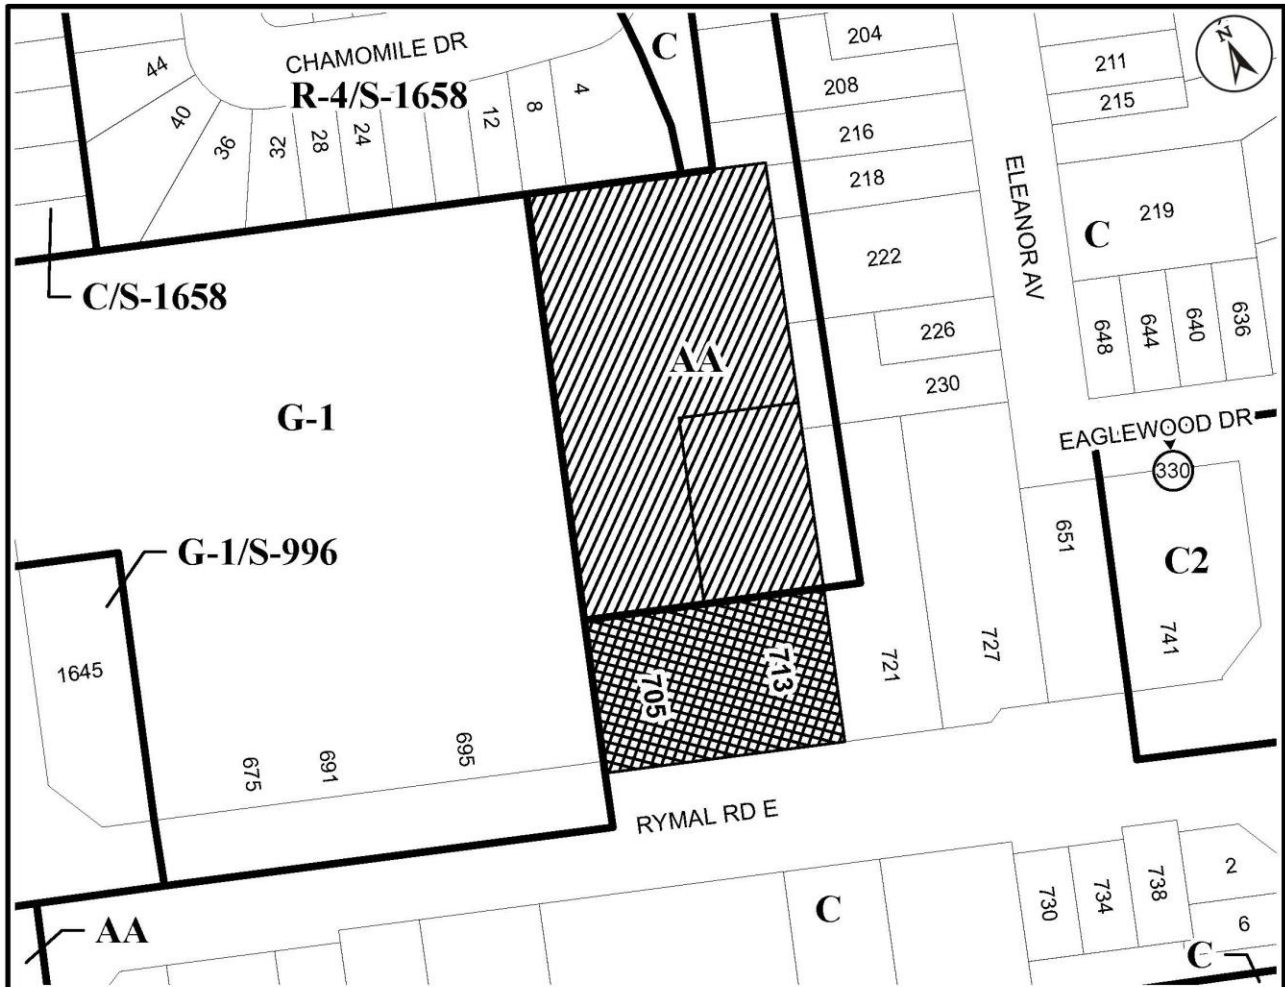 CHAMOMILE DR
R-4/S-1658
C
N
44
40
36
32
28
24
12
8
4
204
208
216
218
222
226
230
211
215
219
C
ELEANOR AV
648
644
640
636
C/S-1658
G-1
AA
EAGLEWOOD DR
330
G-1/S-996
C2
651
741
1645
705
713
721
727
675
691
695
RYMAL RD E
AA
C
730
734
738
2
6
C